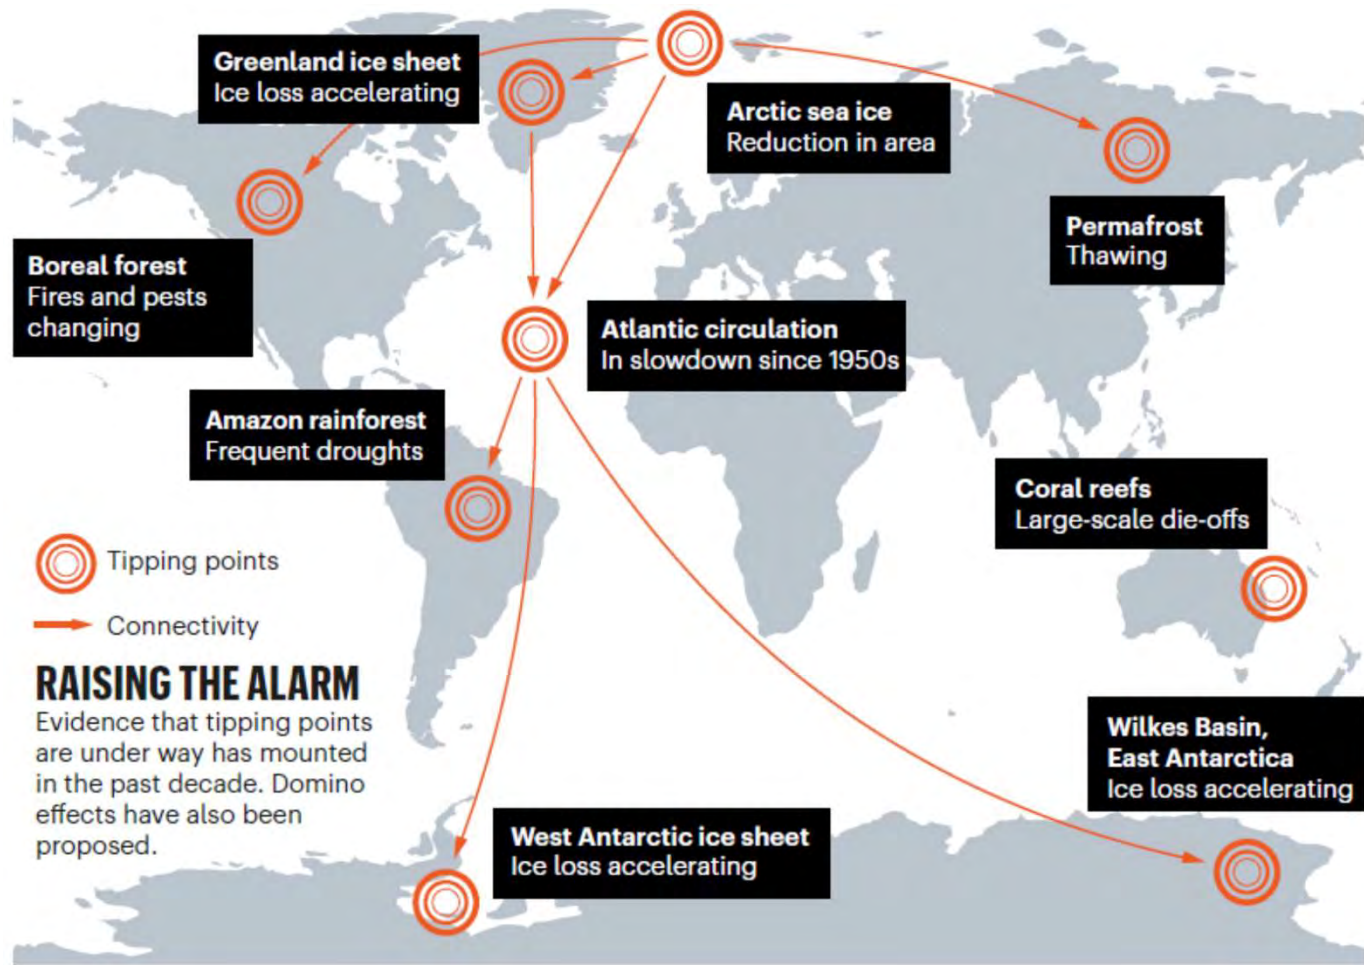 Greenland ice sheet
Ice loss accelerating
Arctic sea ice
Reduction in area
Permafrost
Thawing
Boreal forest
Fires and pests
changing
Atlantic circulation
In slowdown since 1950s
Amazon rainforest
Frequent droughts
Coral reefs
Large-scale die-offs
Tipping points
Connectivity
RAISING THE ALARM
Evidence that tipping points
are under way has mounted
in the past decade. Domino
effects have also been
proposed.
Wilkes Basin,
East Antarctica
Ice loss accelerating
West Antarctic ice sheet
Ice loss accelerating